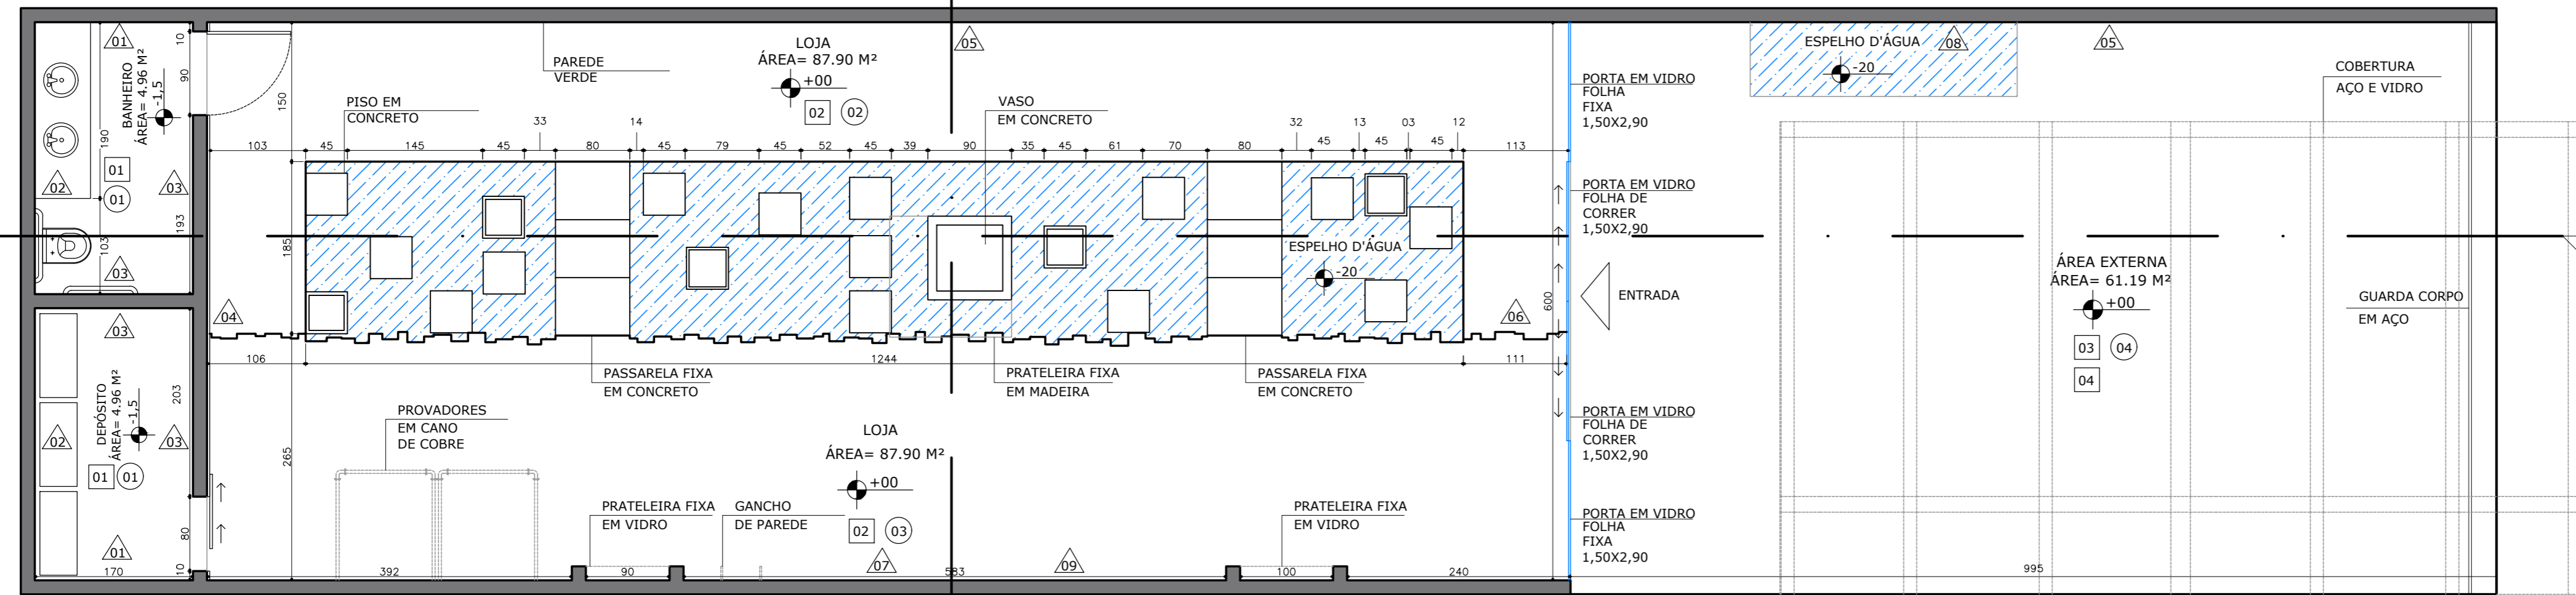 01
10
BANHEIRO
ÁREA= 4.96 M²
-1,5
90
190
01
01
02
03
193
103
03
150
PAREDE
VERDE
LOJA
ÁREA= 87.90 M²
+00
02
02
05
PISO EM
CONCRETO
VASO
EM CONCRETO
33
14
32
13
03
12
103
45
145
45
80
45
79
45
52
45
39
90
35
45
61
70
80
45
45
45
113
185
ESPELHO D'ÁGUA
-20
600
04
06
106
1244
111
PASSARELA FIXA
EM CONCRETO
PRATELEIRA FIXA
EM MADEIRA
PASSARELA FIXA
EM CONCRETO
03
DEPÓSITO
ÁREA= 4.96 M²
-1,5
203
02
03
01
01
01
80
10
170
265
PROVADORES
EM CANO
DE COBRE
LOJA
ÁREA= 87.90 M²
+00
02
03
PRATELEIRA FIXA
EM VIDRO
GANCHO
DE PAREDE
PRATELEIRA FIXA
EM VIDRO
07
09
392
90
583
100
240
PORTA EM VIDRO
FOLHA
FIXA
1,50X2,90
PORTA EM VIDRO
FOLHA DE
CORRER
1,50X2,90
ENTRADA
PORTA EM VIDRO
FOLHA DE
CORRER
1,50X2,90
PORTA EM VIDRO
FOLHA
FIXA
1,50X2,90
ESPELHO D'ÁGUA
08
-20
05
COBERTURA
AÇO E VIDRO
ÁREA EXTERNA
ÁREA= 61.19 M²
+00
03
04
04
GUARDA CORPO
EM AÇO
995